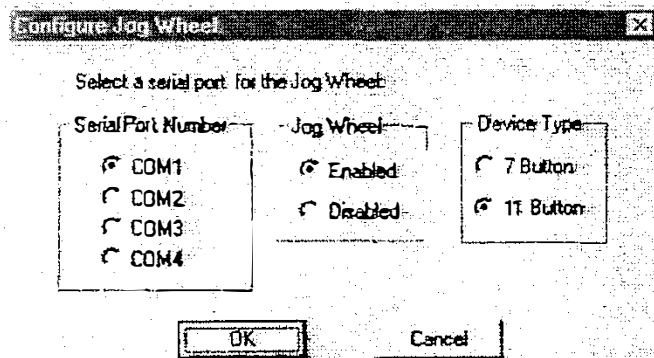 Configure Jog Wheel
Select a serial port for the Jog Wheel:
Serial Port Number
COM1
COM2
COM3
COM4
Jog Wheel
Enabled
Disabled
Device Type
7 Button
11 Button
OK
Cancel